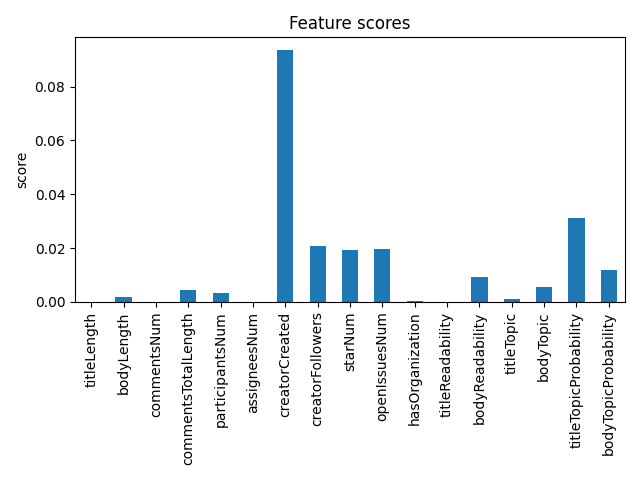 Feature scores
score
0.08
0.06
0.04
0.02
0.00
titleLength
bodyLength
commentsNum
commentsTotalLength
participantsNum
assigneesNum
creatorCreated
creatorFollowers
starNum
openIssuesNum
hasOrganization
titleReadability
bodyReadability
titleTopic
bodyTopic
titleTopicProbability
bodyTopicProbability